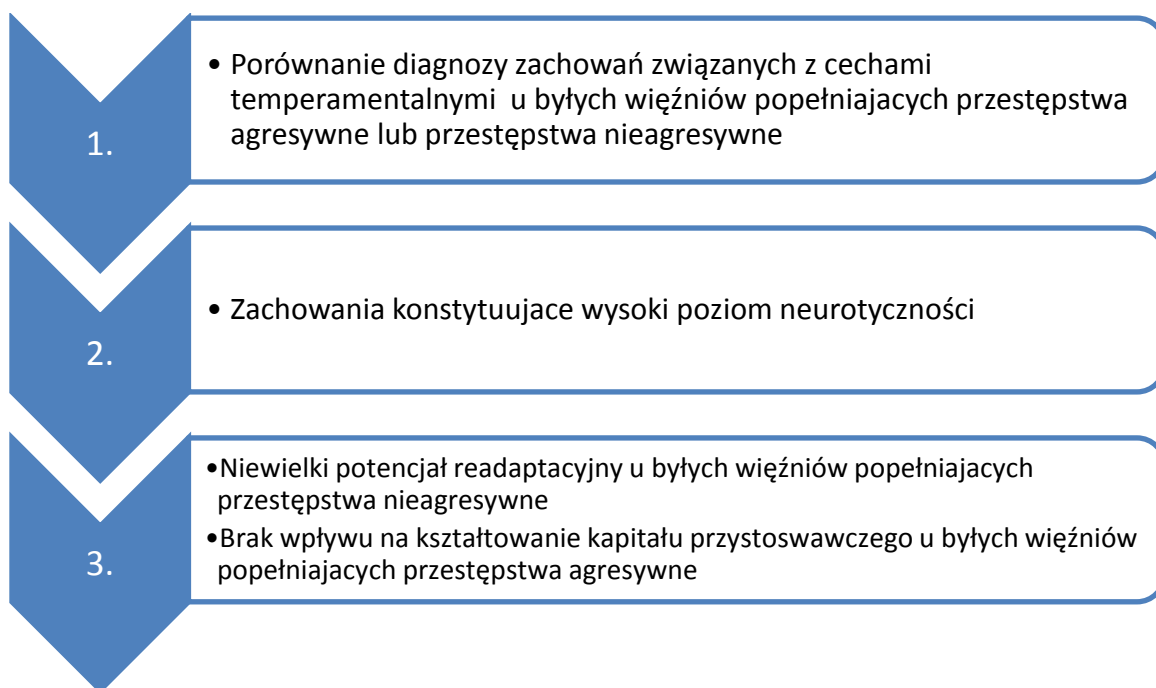 1.
• Porównanie diagnozy zachowań związanych z cechami
temperamentalnymi u byłych więźniów popełniajacych przestępstwa
agresywne lub przestępstwa nieagresywne
2.
• Zachowania konstytuujace wysoki poziom neurotyczności
3.
•Niewielki potencjał readaptacyjny u byłych więźniów popełniajacych
przestępstwa nieagresywne
•Brak wpływu na kształtowanie kapitału przystoswawczego u byłych więźniów
popełniajacych przestępstwa agresywne